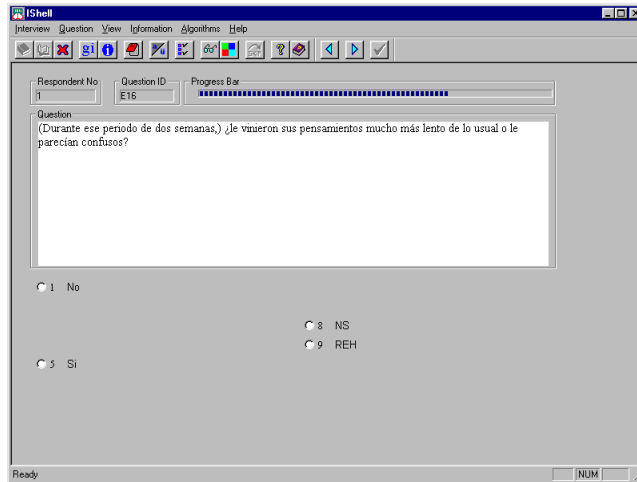 IShell
Interview Question View Information Algorithms Help
gi
Respondent No
Question ID
Progress Bar
1
E16
Question
(Durante ese periodo de dos semanas,) ¿le vinieron sus pensamientos mucho más lento de lo usual o le
parecían confusos?
1 No
8 NS
9 REH
5 Si
Ready
NUM